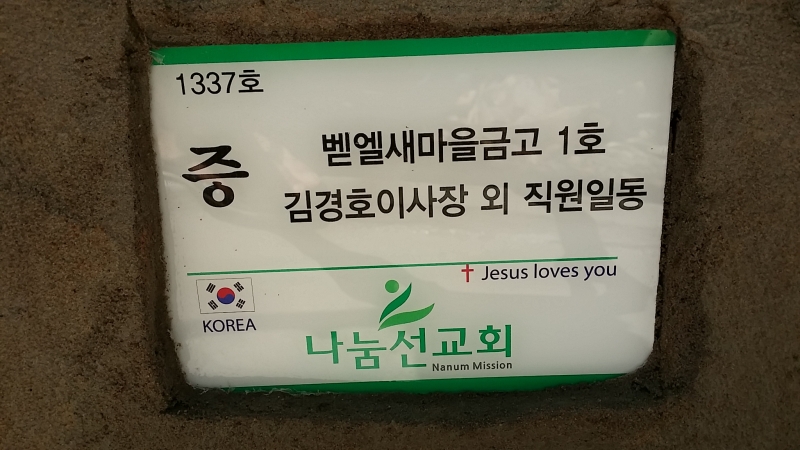 1337호
증
벧엘새마을금고 1호
김경호이사장 외 직원일동
✝ Jesus loves you
KOREA
나눔선교회
Nanum Mission